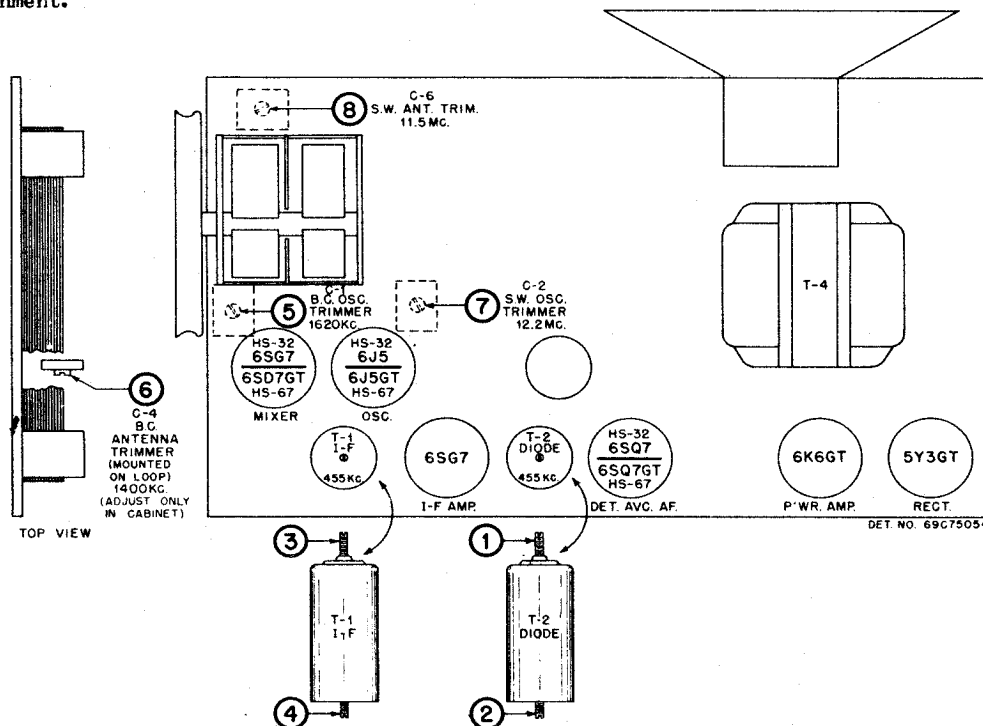 nment.
8
C-6
S.W. ANT. TRIM.
11.5 MC.
5
C-1
B.C. OSC.
TRIMMER
1620KC.
7
C-2
S.W. OSC.
TRIMMER
12.2MC.
T-4
HS-32
6SG7
6SD7GT
HS-67
MIXER
HS-32
6J5
6J5GT
HS-67
OSC.
6
C-4
B.C.
ANTENNA
TRIMMER
(MOUNTED
ON LOOP)
1400KC.
(ADJUST ONLY
IN CABINET)
TOP VIEW
T-1
I-F
455KC.
6SG7
I-F AMP.
T-2
DIODE
455KC.
HS-32
6SQ7
6SQ7GT
HS-67
DET. AVC. AF.
6K6GT
P'WR. AMP.
5Y3GT
RECT.
DET. NO. 69C75054
3
T-1
I-F
4
1
T-2
DIODE
2